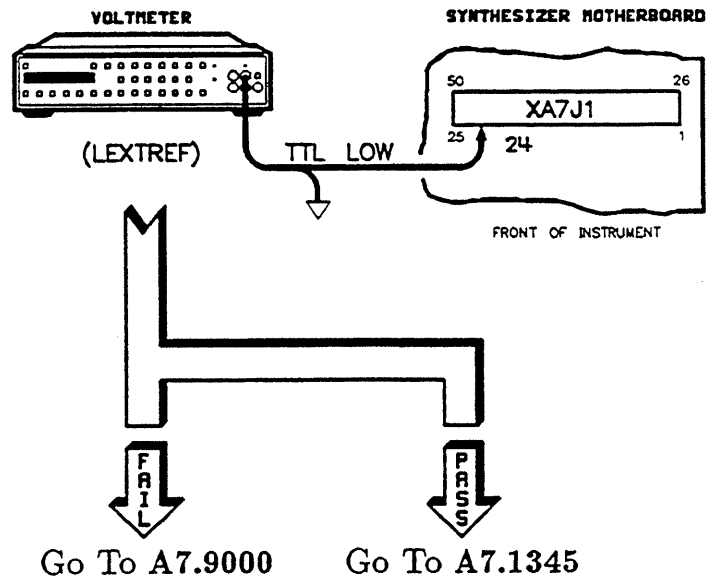 VOLTMETER
SYNTHESIZER MOTHERBOARD
50 26
XA7J1
25 24 1
(LEXTREF) TTL LOW
FRONT OF INSTRUMENT
FAIL
PASS
Go To A7.9000
Go To A7.1345